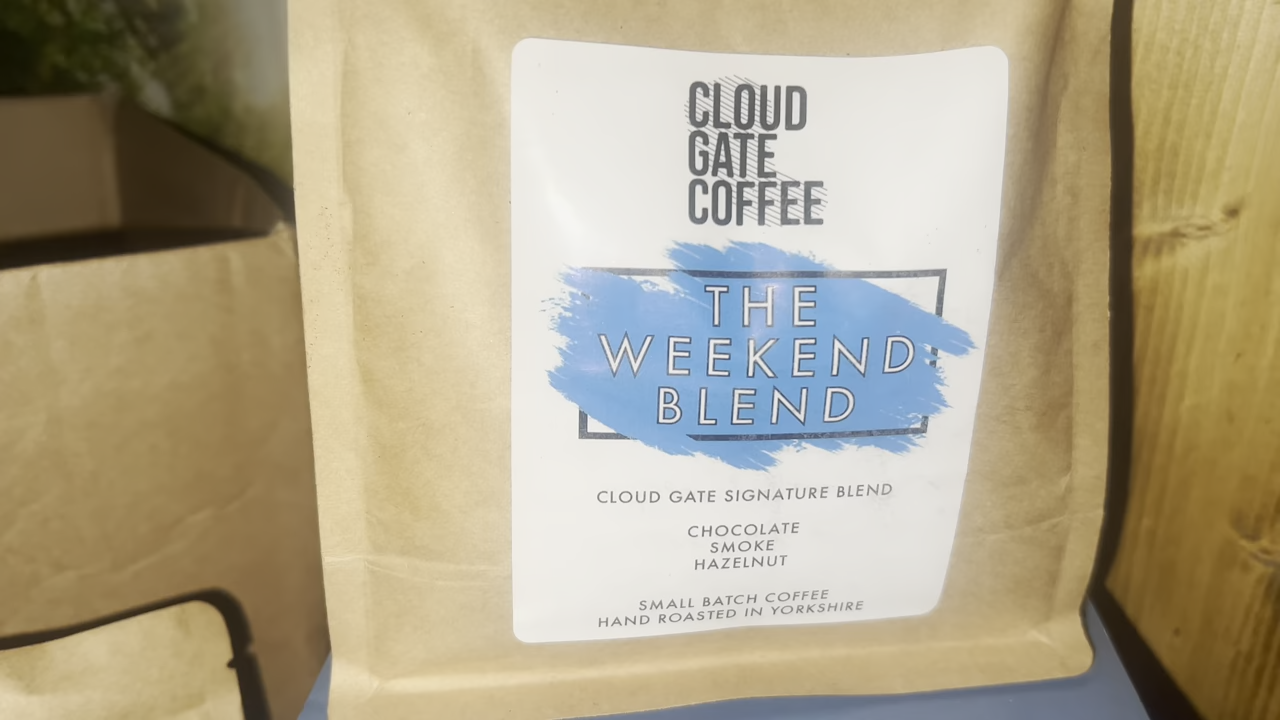 CLOUD
GATE
COFFEE
THE
WEEKEND
BLEND
CLOUD GATE SIGNATURE BLEND
CHOCOLATE
SMOKE
HAZELNUT
SMALL BATCH COFFEE
HAND ROASTED IN YORKSHIRE